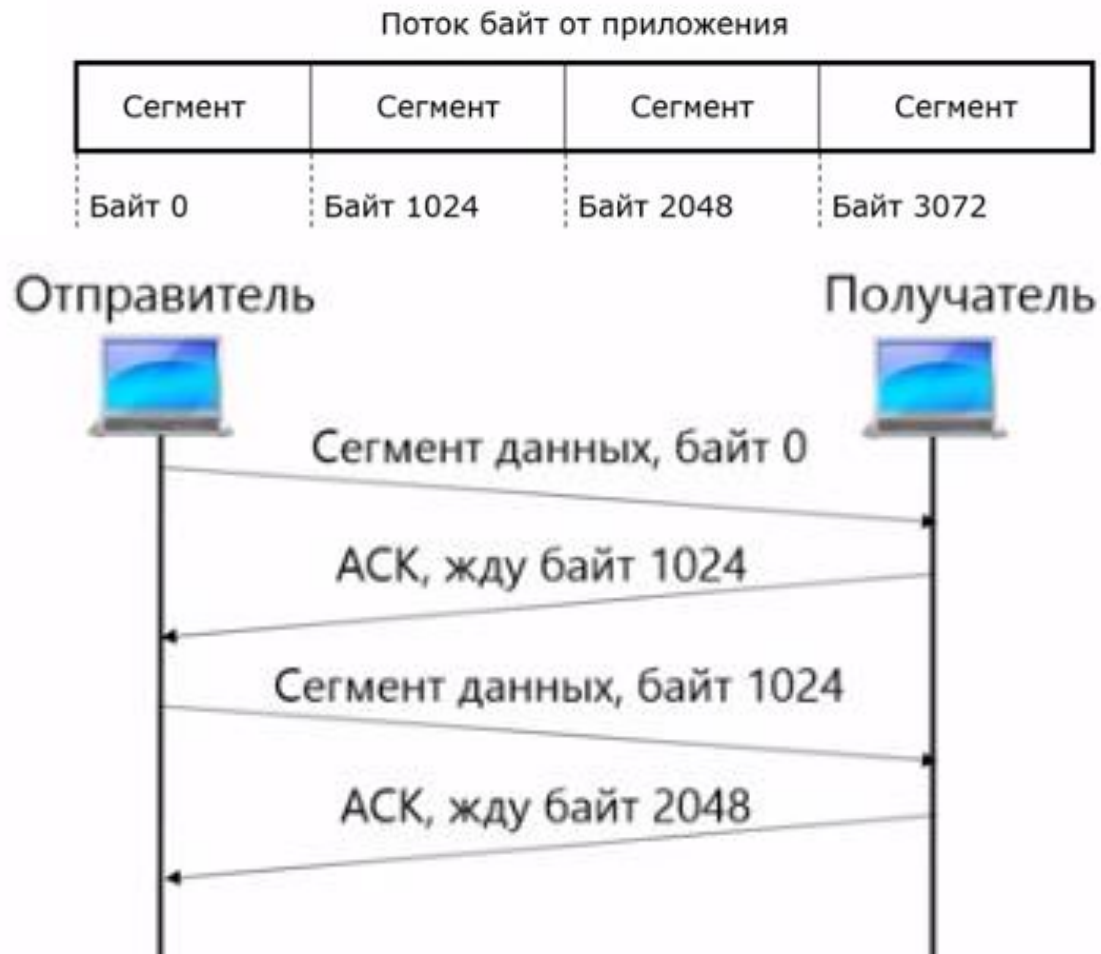 Поток байт от приложения
Сегмент Сегмент Сегмент Сегмент
Байт 0 Байт 1024 Байт 2048 Байт 3072
Отправитель Получатель
Сегмент данных, байт 0
ACK, жду байт 1024
Сегмент данных, байт 1024
ACK, жду байт 2048